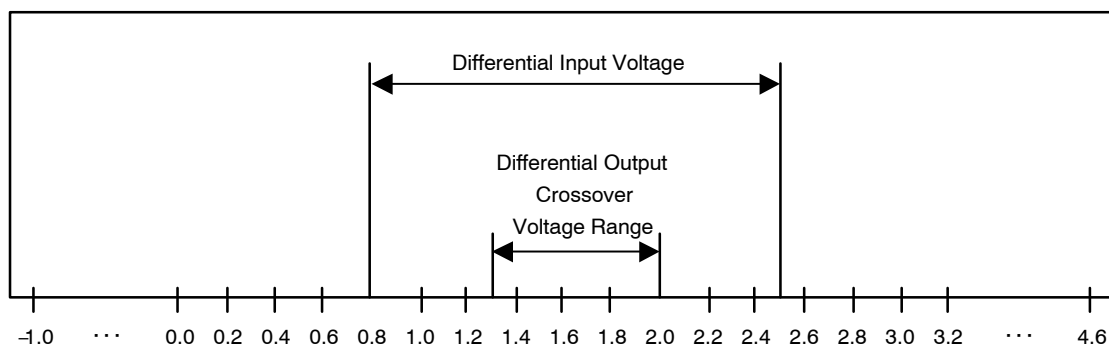 Differential Input Voltage
Differential Output
Crossover
Voltage Range
–1.0 ··· 0.0 0.2 0.4 0.6 0.8 1.0 1.2 1.4 1.6 1.8 2.0 2.2 2.4 2.6 2.8 3.0 3.2 ··· 4.6